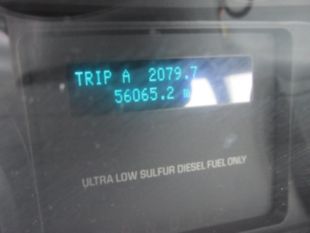 TRIP A 2079.7
56065.2 m
ULTRA LOW SULFUR DIESEL FUEL ONLY